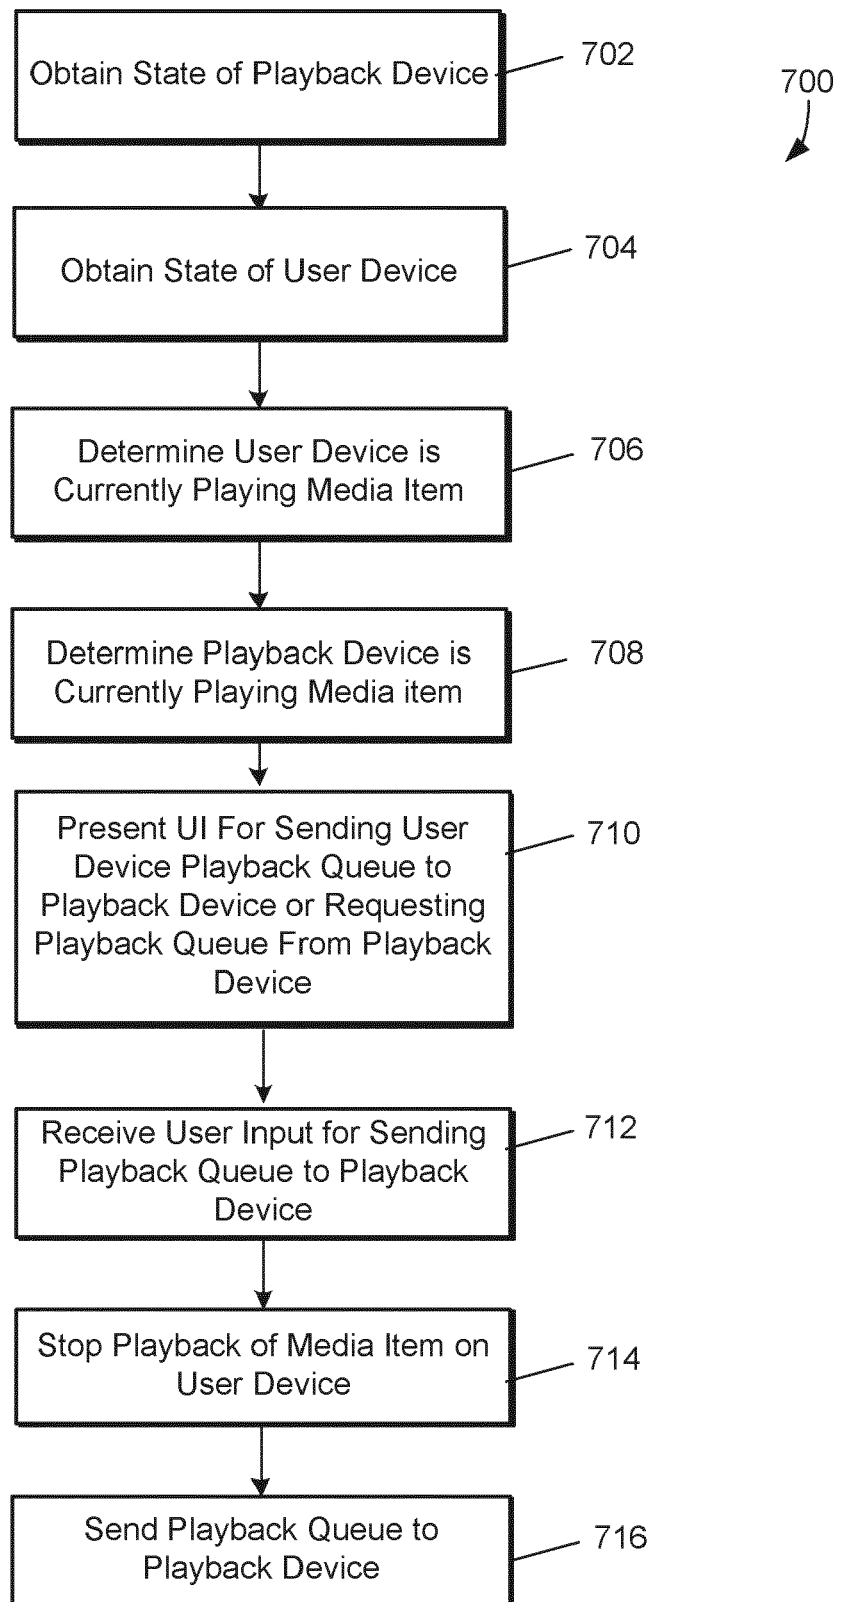 Obtain State of Playback Device
702
700
Obtain State of User Device
704
Determine User Device is
Currently Playing Media Item
706
Determine Playback Device is
Currently Playing Media item
708
Present UI For Sending User
Device Playback Queue to
Playback Device or Requesting
Playback Queue From Playback
Device
710
Receive User Input for Sending
Playback Queue to Playback
Device
712
Stop Playback of Media Item on
User Device
714
Send Playback Queue to
Playback Device
716